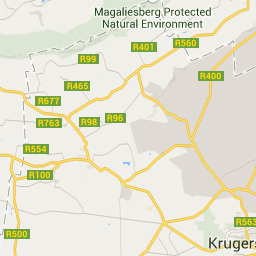 Magaliesberg Protected
Natural Environment
R401
R560
R99
R400
R465
R677
R98
R96
R763
R554
R100
R563
R500
Krugers